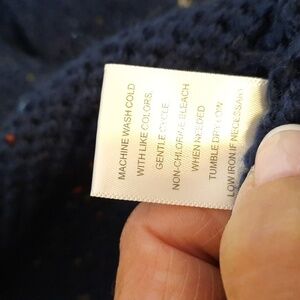 MACHINE WASH COLD
WITH LIKE COLORS.
GENTLE CYCLE
NON-CHLORINE BLEACH
WHEN NEEDED
TUMBLE DRY LOW
LOW IRON IF NECESSARY